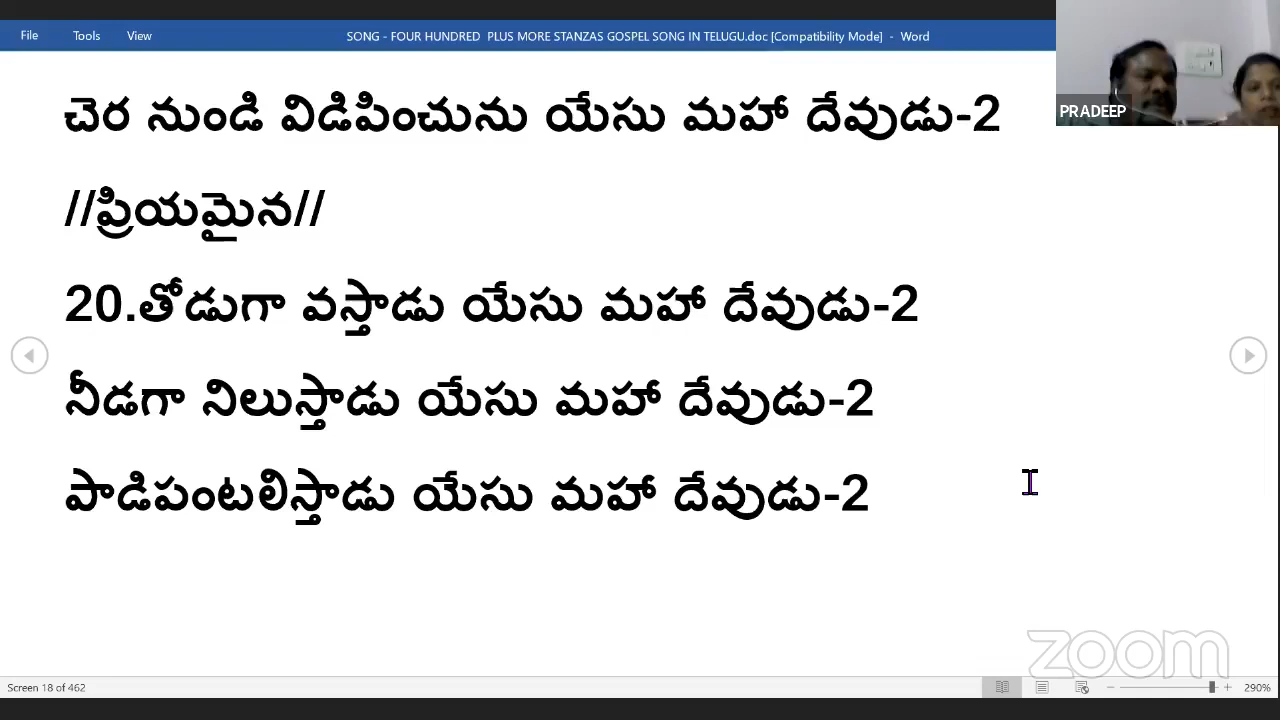 File Tools View SONG - FOUR HUNDRED  PLUS MORE STANZAS GOSPEL SONG IN TELUGU.doc [Compatibility Mode] - Word
PRADEEP
చెర నుండి విడిపించును యేసు మహా దేవుడు-2
//ప్రియమైన//
20.తోడుగా వస్తాడు యేసు మహా దేవుడు-2
నీడగా నిలుస్తాడు యేసు మహా దేవుడు-2
పాడిపంటలిస్తాడు యేసు మహా దేవుడు-2
zoom
Screen 18 of 462 290%